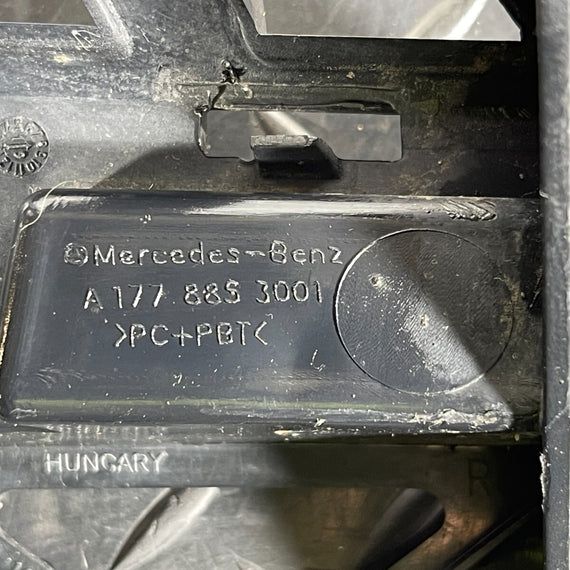 Mercedes-Benz
A 177 885 3001
>PC+PBT<
HUNGARY
R